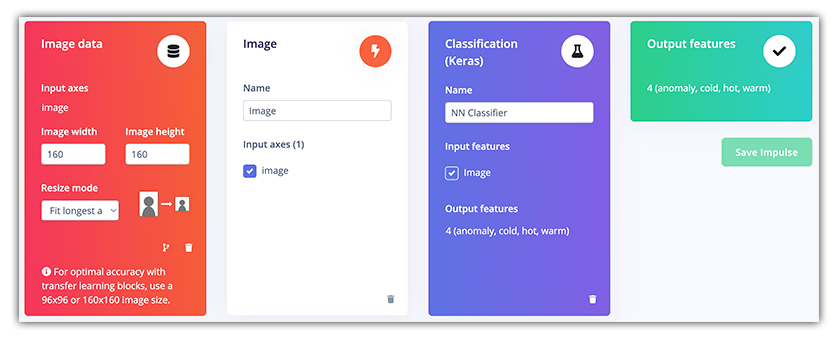 Image data
Input axes
image
Image width
Image height
160
160
Resize mode
Fit longest a
For optimal accuracy with
transfer learning blocks, use a
96x96 or 160x160 image size.
Image
Name
Image
Input axes (1)
image
Classification
(Keras)
Name
NN Classifier
Input features
Image
Output features
4 (anomaly, cold, hot, warm)
Output features
4 (anomaly, cold, hot, warm)
Save Impulse